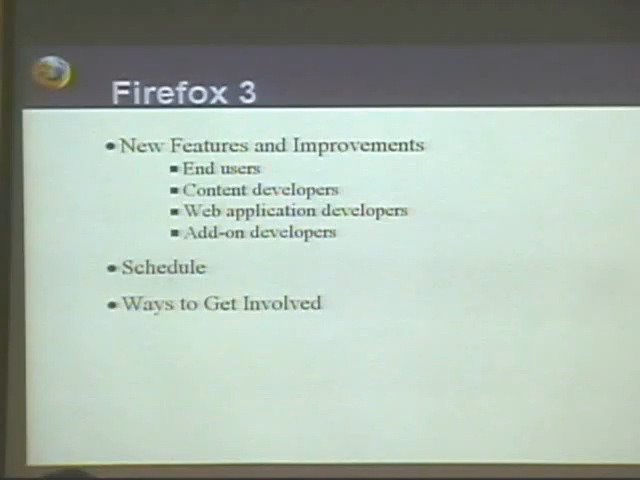 Firefox 3
• New Features and Improvements
▪ End users
▪ Content developers
▪ Web application developers
▪ Add-on developers
• Schedule
• Ways to Get Involved